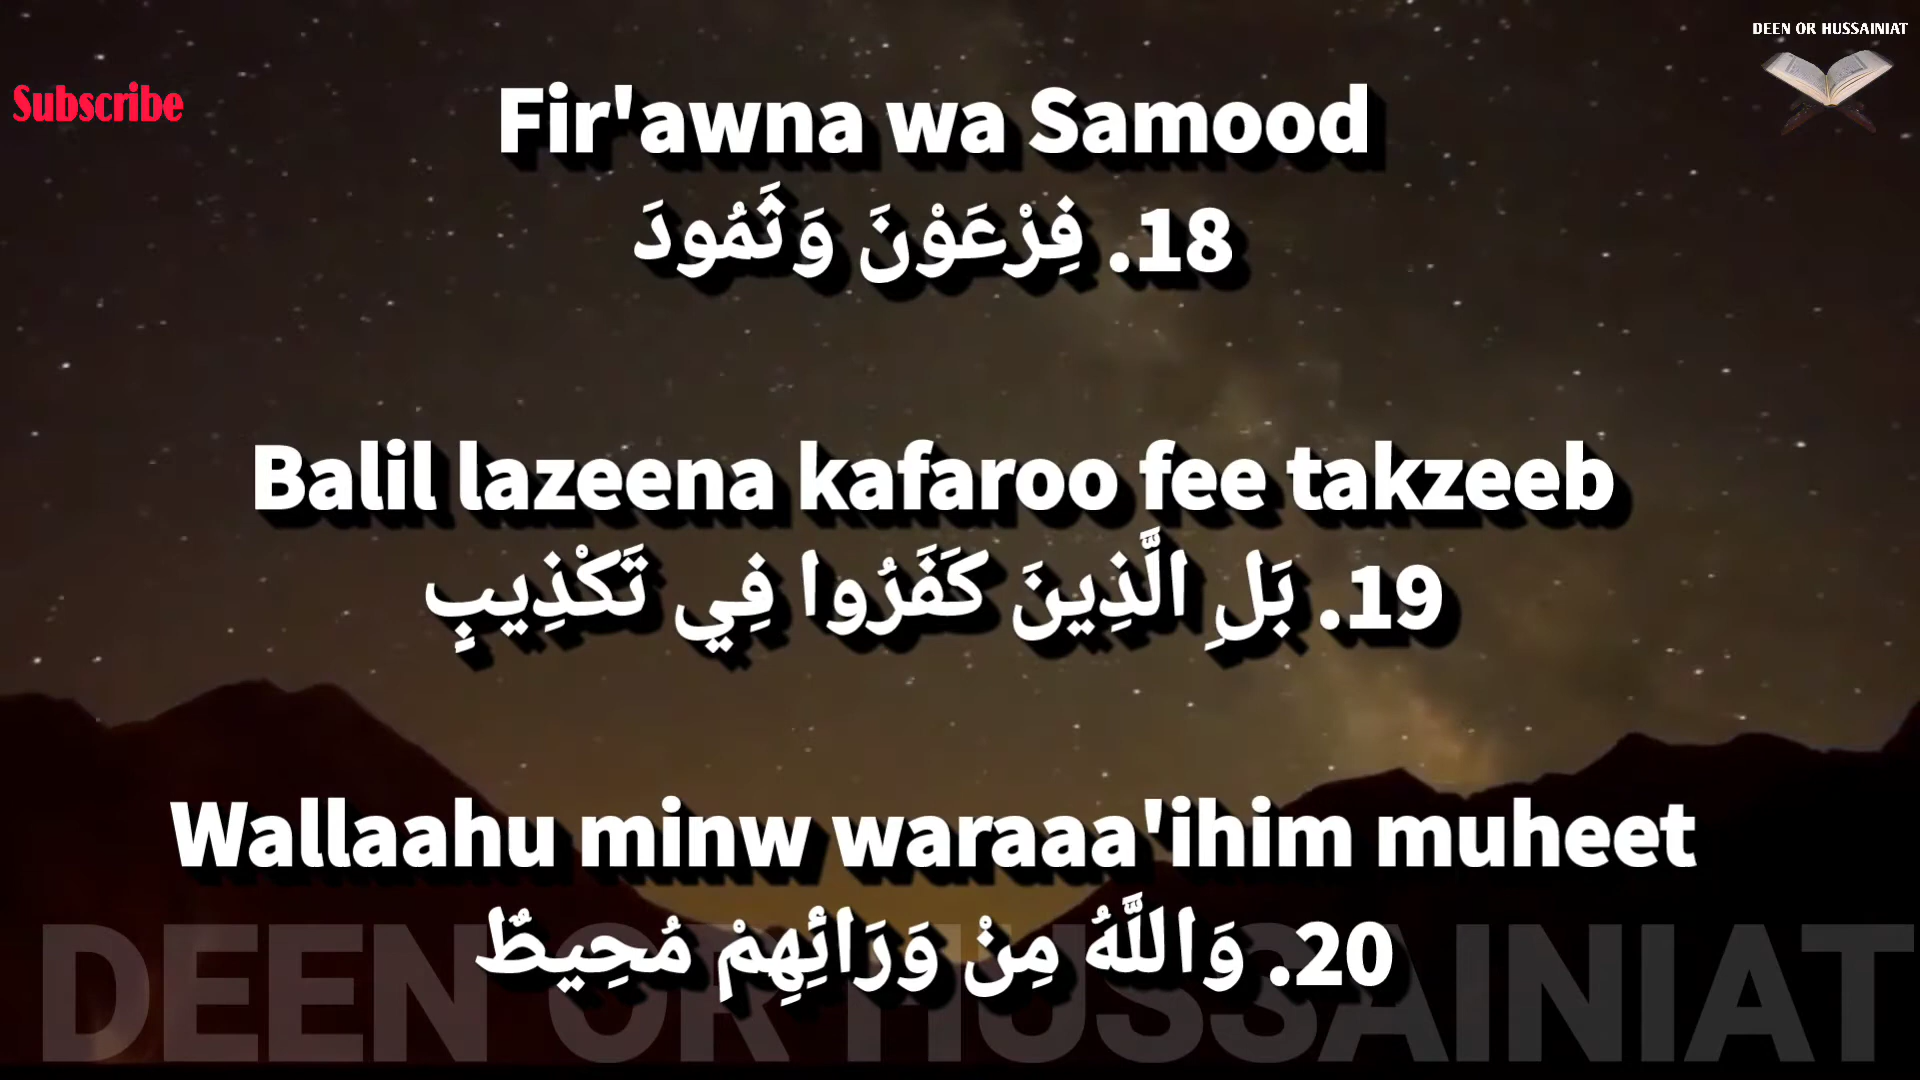 DEEN OR HUSSAINIAT
Subscribe
Fir'awna wa Samood
18. فِرْعَوْنَ وَثَمُودَ
Balil lazeena kafaroo fee takzeeb
19. بَلِ الَّذِينَ كَفَرُوا فِي تَكْذِيبٍ
Wallaahu minw waraaa'ihim muheet
20. وَاللَّهُ مِنْ وَرَائِهِمْ مُحِيطٌ
DEEN OR HUSSAINIAT